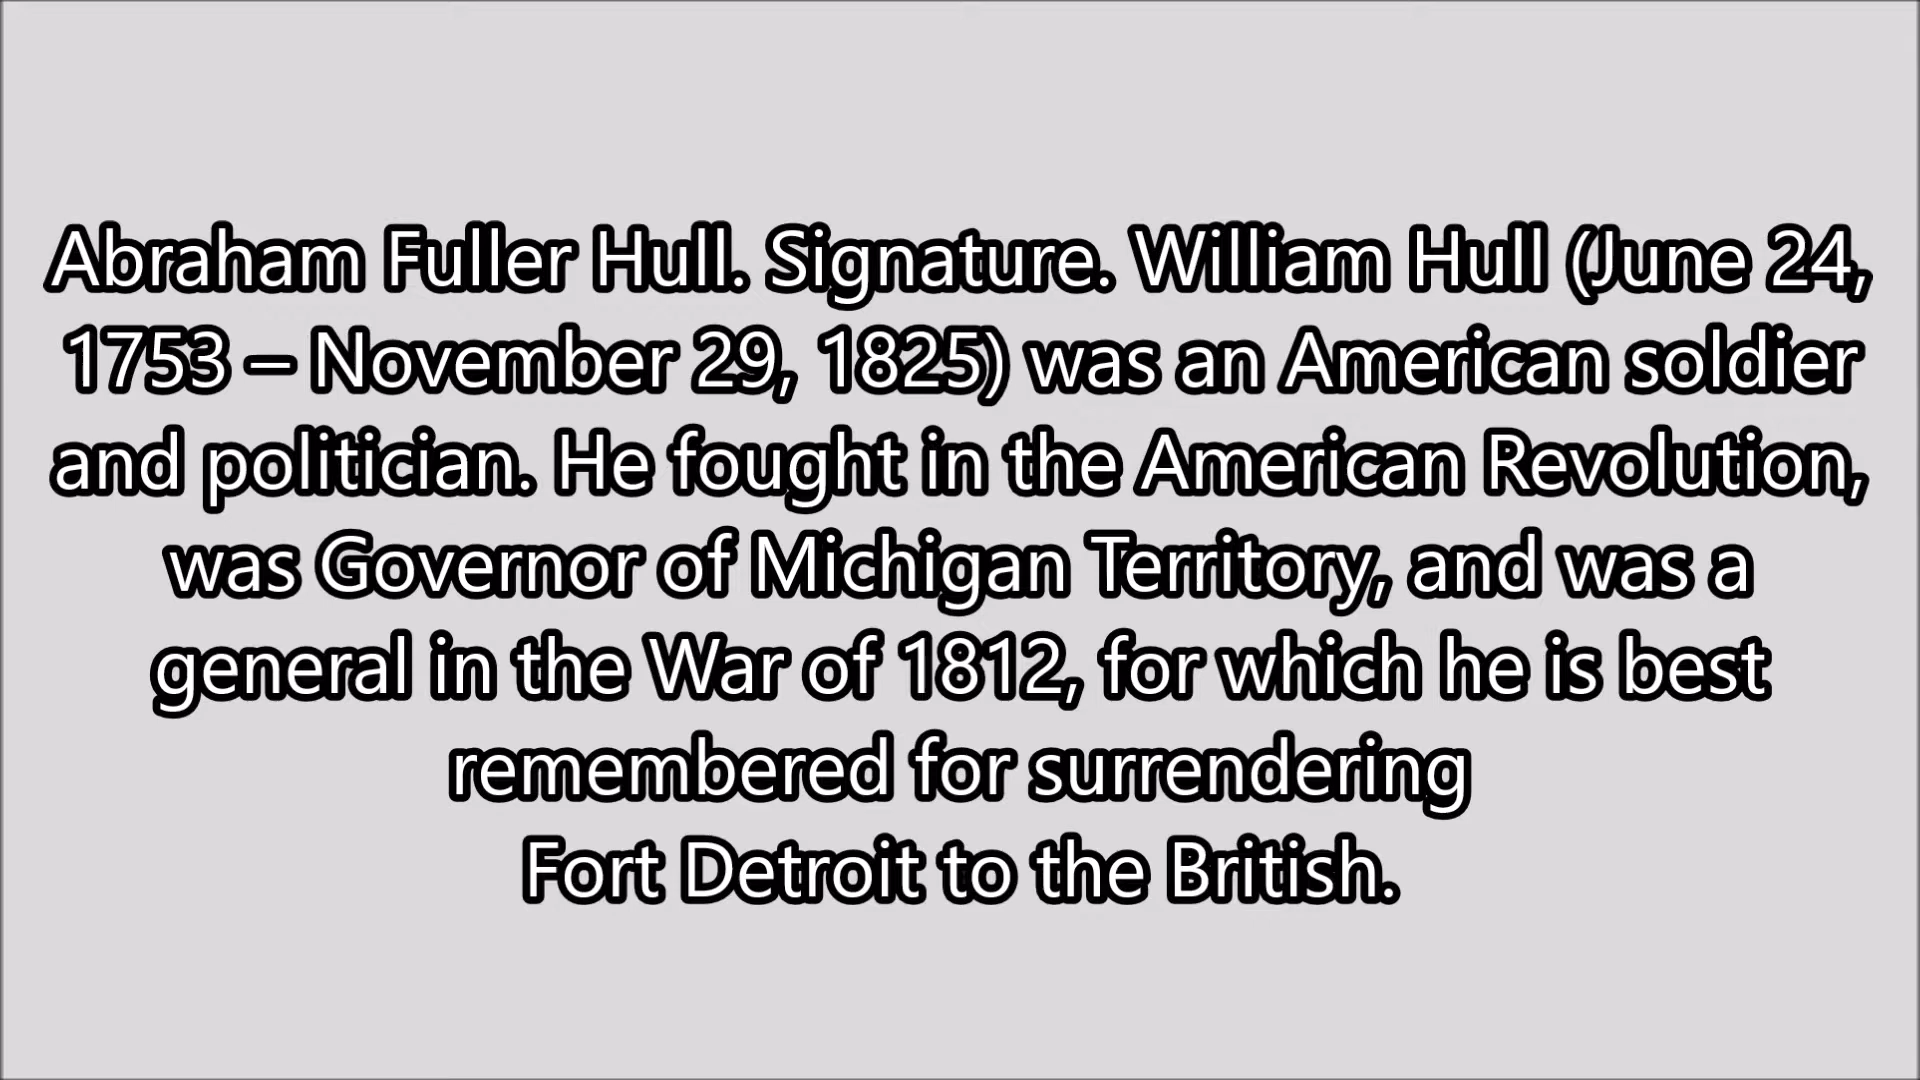 Abraham Fuller Hull. Signature. William Hull (June 24,
1753 – November 29, 1825) was an American soldier
and politician. He fought in the American Revolution,
was Governor of Michigan Territory, and was a
general in the War of 1812, for which he is best
remembered for surrendering
Fort Detroit to the British.